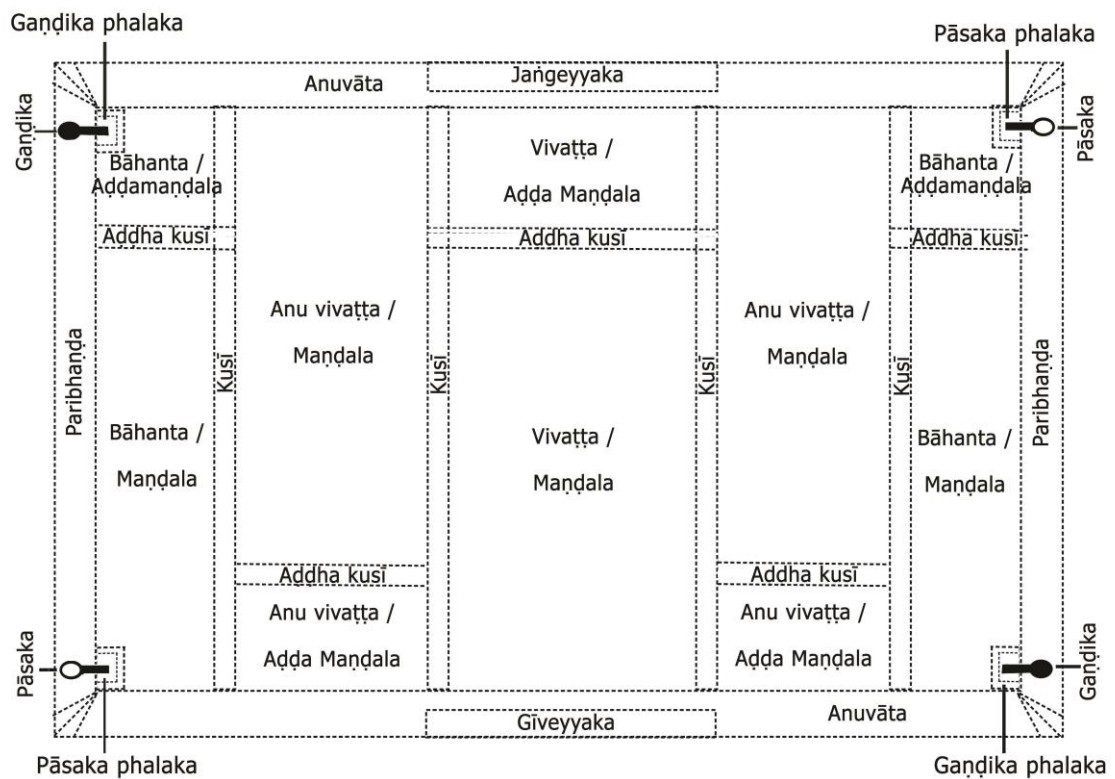 Gaṇḍika phalaka
Pāsaka phalaka
Anuvāta
Jaṅgeyyaka
Gaṇḍika
Pāsaka
Bāhanta /
Aḍḍamaṇḍala
Vivaṭṭa /
Aḍḍa Maṇḍala
Bāhanta /
Aḍḍamaṇḍala
Aḍḍha kusī
Aḍḍha kusī
Aḍḍha kusī
Anu vivaṭṭa /
Maṇḍala
Anu vivaṭṭa /
Maṇḍala
Paribhaṇḍa
Kusī
Kusī
Kusī
Kusī
Paribhaṇḍa
Bāhanta /
Maṇḍala
Vivaṭṭa /
Maṇḍala
Bāhanta /
Maṇḍala
Aḍḍha kusī
Aḍḍha kusī
Anu vivaṭṭa /
Aḍḍa Maṇḍala
Anu vivaṭṭa /
Aḍḍa Maṇḍala
Pāsaka
Gaṇḍika
Gīveyyaka
Anuvāta
Pāsaka phalaka
Gaṇḍika phalaka